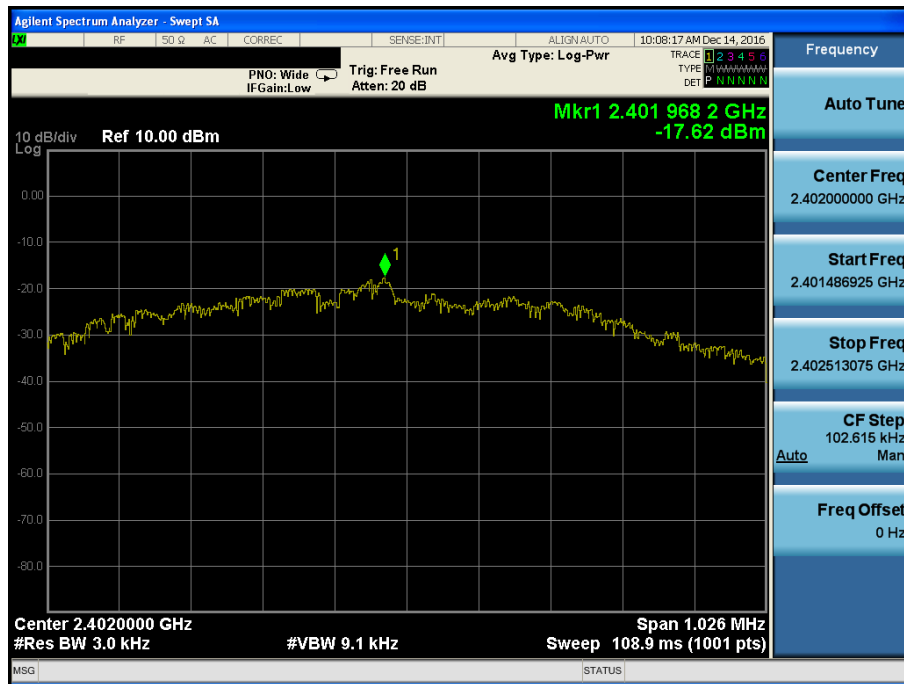 Agilent Spectrum Analyzer - Swept SA
LXI RF 50 Ω AC CORREC SENSE:INT ALIGN AUTO 10:08:17 AM Dec 14, 2016
Frequency
Avg Type: Log-Pwr
TRACE 1 2 3 4 5 6
PNO: Wide Trig: Free Run
TYPE M WWWWW
IFGain:Low Atten: 20 dB
DET P N N N N N
Auto Tune
Mkr1 2.401 968 2 GHz
-17.62 dBm
10 dB/div Ref 10.00 dBm
Log
1
0.00
-10.0
-20.0
-30.0
-40.0
-50.0
-60.0
-70.0
-80.0
Center Freq
2.402000000 GHz
Start Freq
2.401486925 GHz
Stop Freq
2.402513075 GHz
CF Step
102.615 kHz
Auto Man
Freq Offset
0 Hz
Center 2.4020000 GHz Span 1.026 MHz
#Res BW 3.0 kHz #VBW 9.1 kHz Sweep 108.9 ms (1001 pts)
MSG STATUS